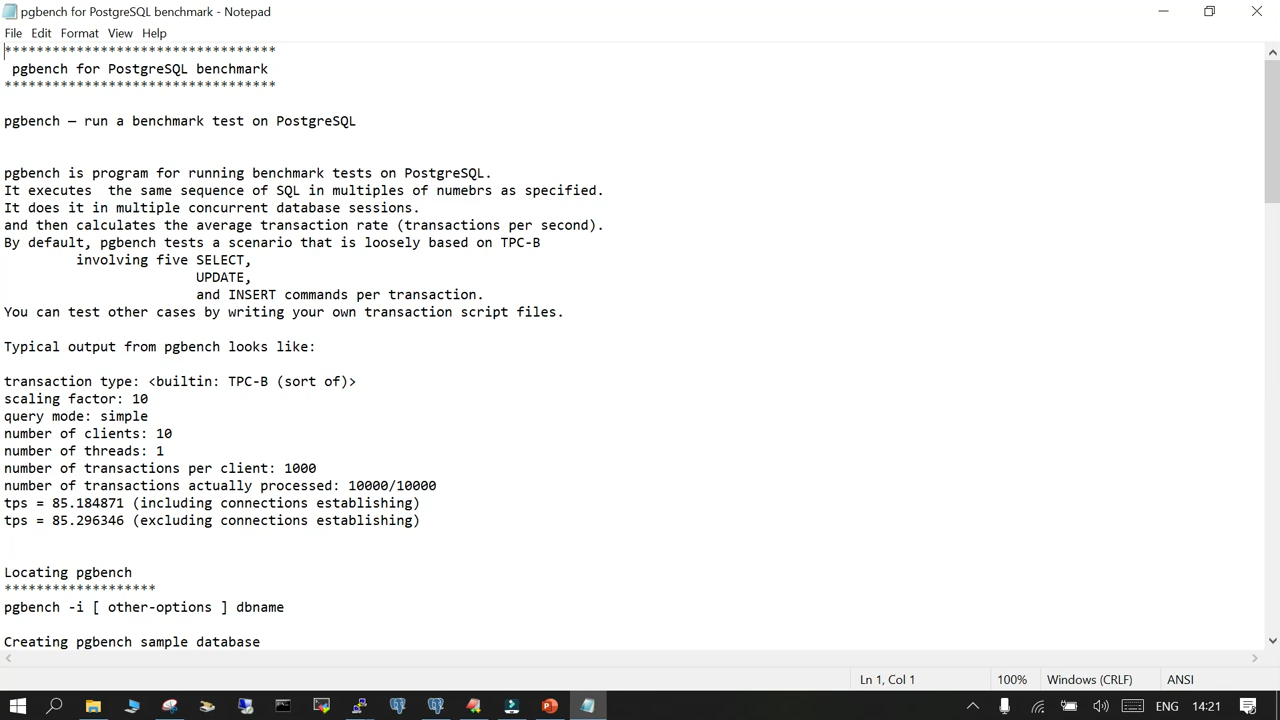 pgbench for PostgreSQL benchmark - Notepad
File Edit Format View Help
**********************************
pgbench for PostgreSQL benchmark
**********************************
pgbench – run a benchmark test on PostgreSQL
pgbench is program for running benchmark tests on PostgreSQL.
It executes  the same sequence of SQL in multiples of numebrs as specified.
It does it in multiple concurrent database sessions.
and then calculates the average transaction rate (transactions per second).
By default, pgbench tests a scenario that is loosely based on TPC-B
involving five SELECT,
UPDATE,
and INSERT commands per transaction.
You can test other cases by writing your own transaction script files.
Typical output from pgbench looks like:
transaction type: <builtin: TPC-B (sort of)>
scaling factor: 10
query mode: simple
number of clients: 10
number of threads: 1
number of transactions per client: 1000
number of transactions actually processed: 10000/10000
tps = 85.184871 (including connections establishing)
tps = 85.296346 (excluding connections establishing)
Locating pgbench
*******************
pgbench -i [ other-options ] dbname
Creating pgbench sample database
Ln 1, Col 1 100% Windows (CRLF) ANSI
ENG 14:21